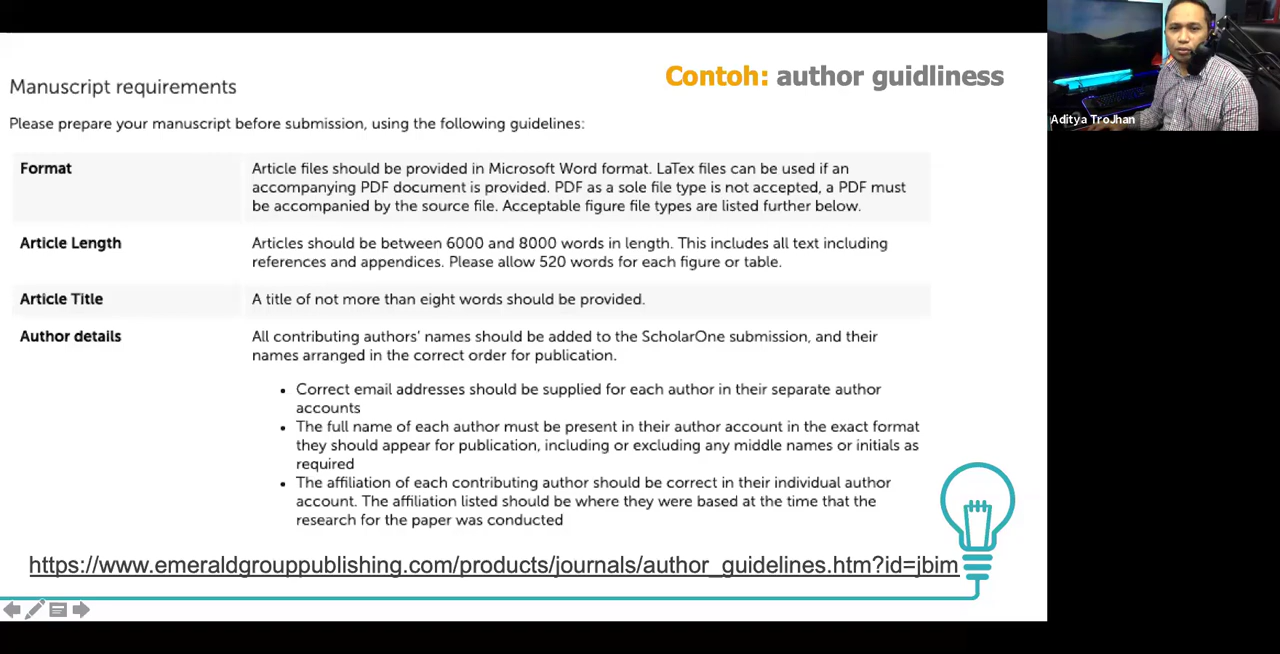 Contoh: author guidliness
Manuscript requirements
Please prepare your manuscript before submission, using the following guidelines:
Format
Article files should be provided in Microsoft Word format. LaTex files can be used if an
accompanying PDF document is provided. PDF as a sole file type is not accepted, a PDF must
be accompanied by the source file. Acceptable figure file types are listed further below.
Article Length
Articles should be between 6000 and 8000 words in length. This includes all text including
references and appendices. Please allow 520 words for each figure or table.
Article Title
A title of not more than eight words should be provided.
Author details
All contributing authors' names should be added to the ScholarOne submission, and their
names arranged in the correct order for publication.
• Correct email addresses should be supplied for each author in their separate author
accounts
• The full name of each author must be present in their author account in the exact format
they should appear for publication, including or excluding any middle names or initials as
required
• The affiliation of each contributing author should be correct in their individual author
account. The affiliation listed should be where they were based at the time that the
research for the paper was conducted
https://www.emeraldgrouppublishing.com/products/journals/author_guidelines.htm?id=jbim
Aditya TroJhan